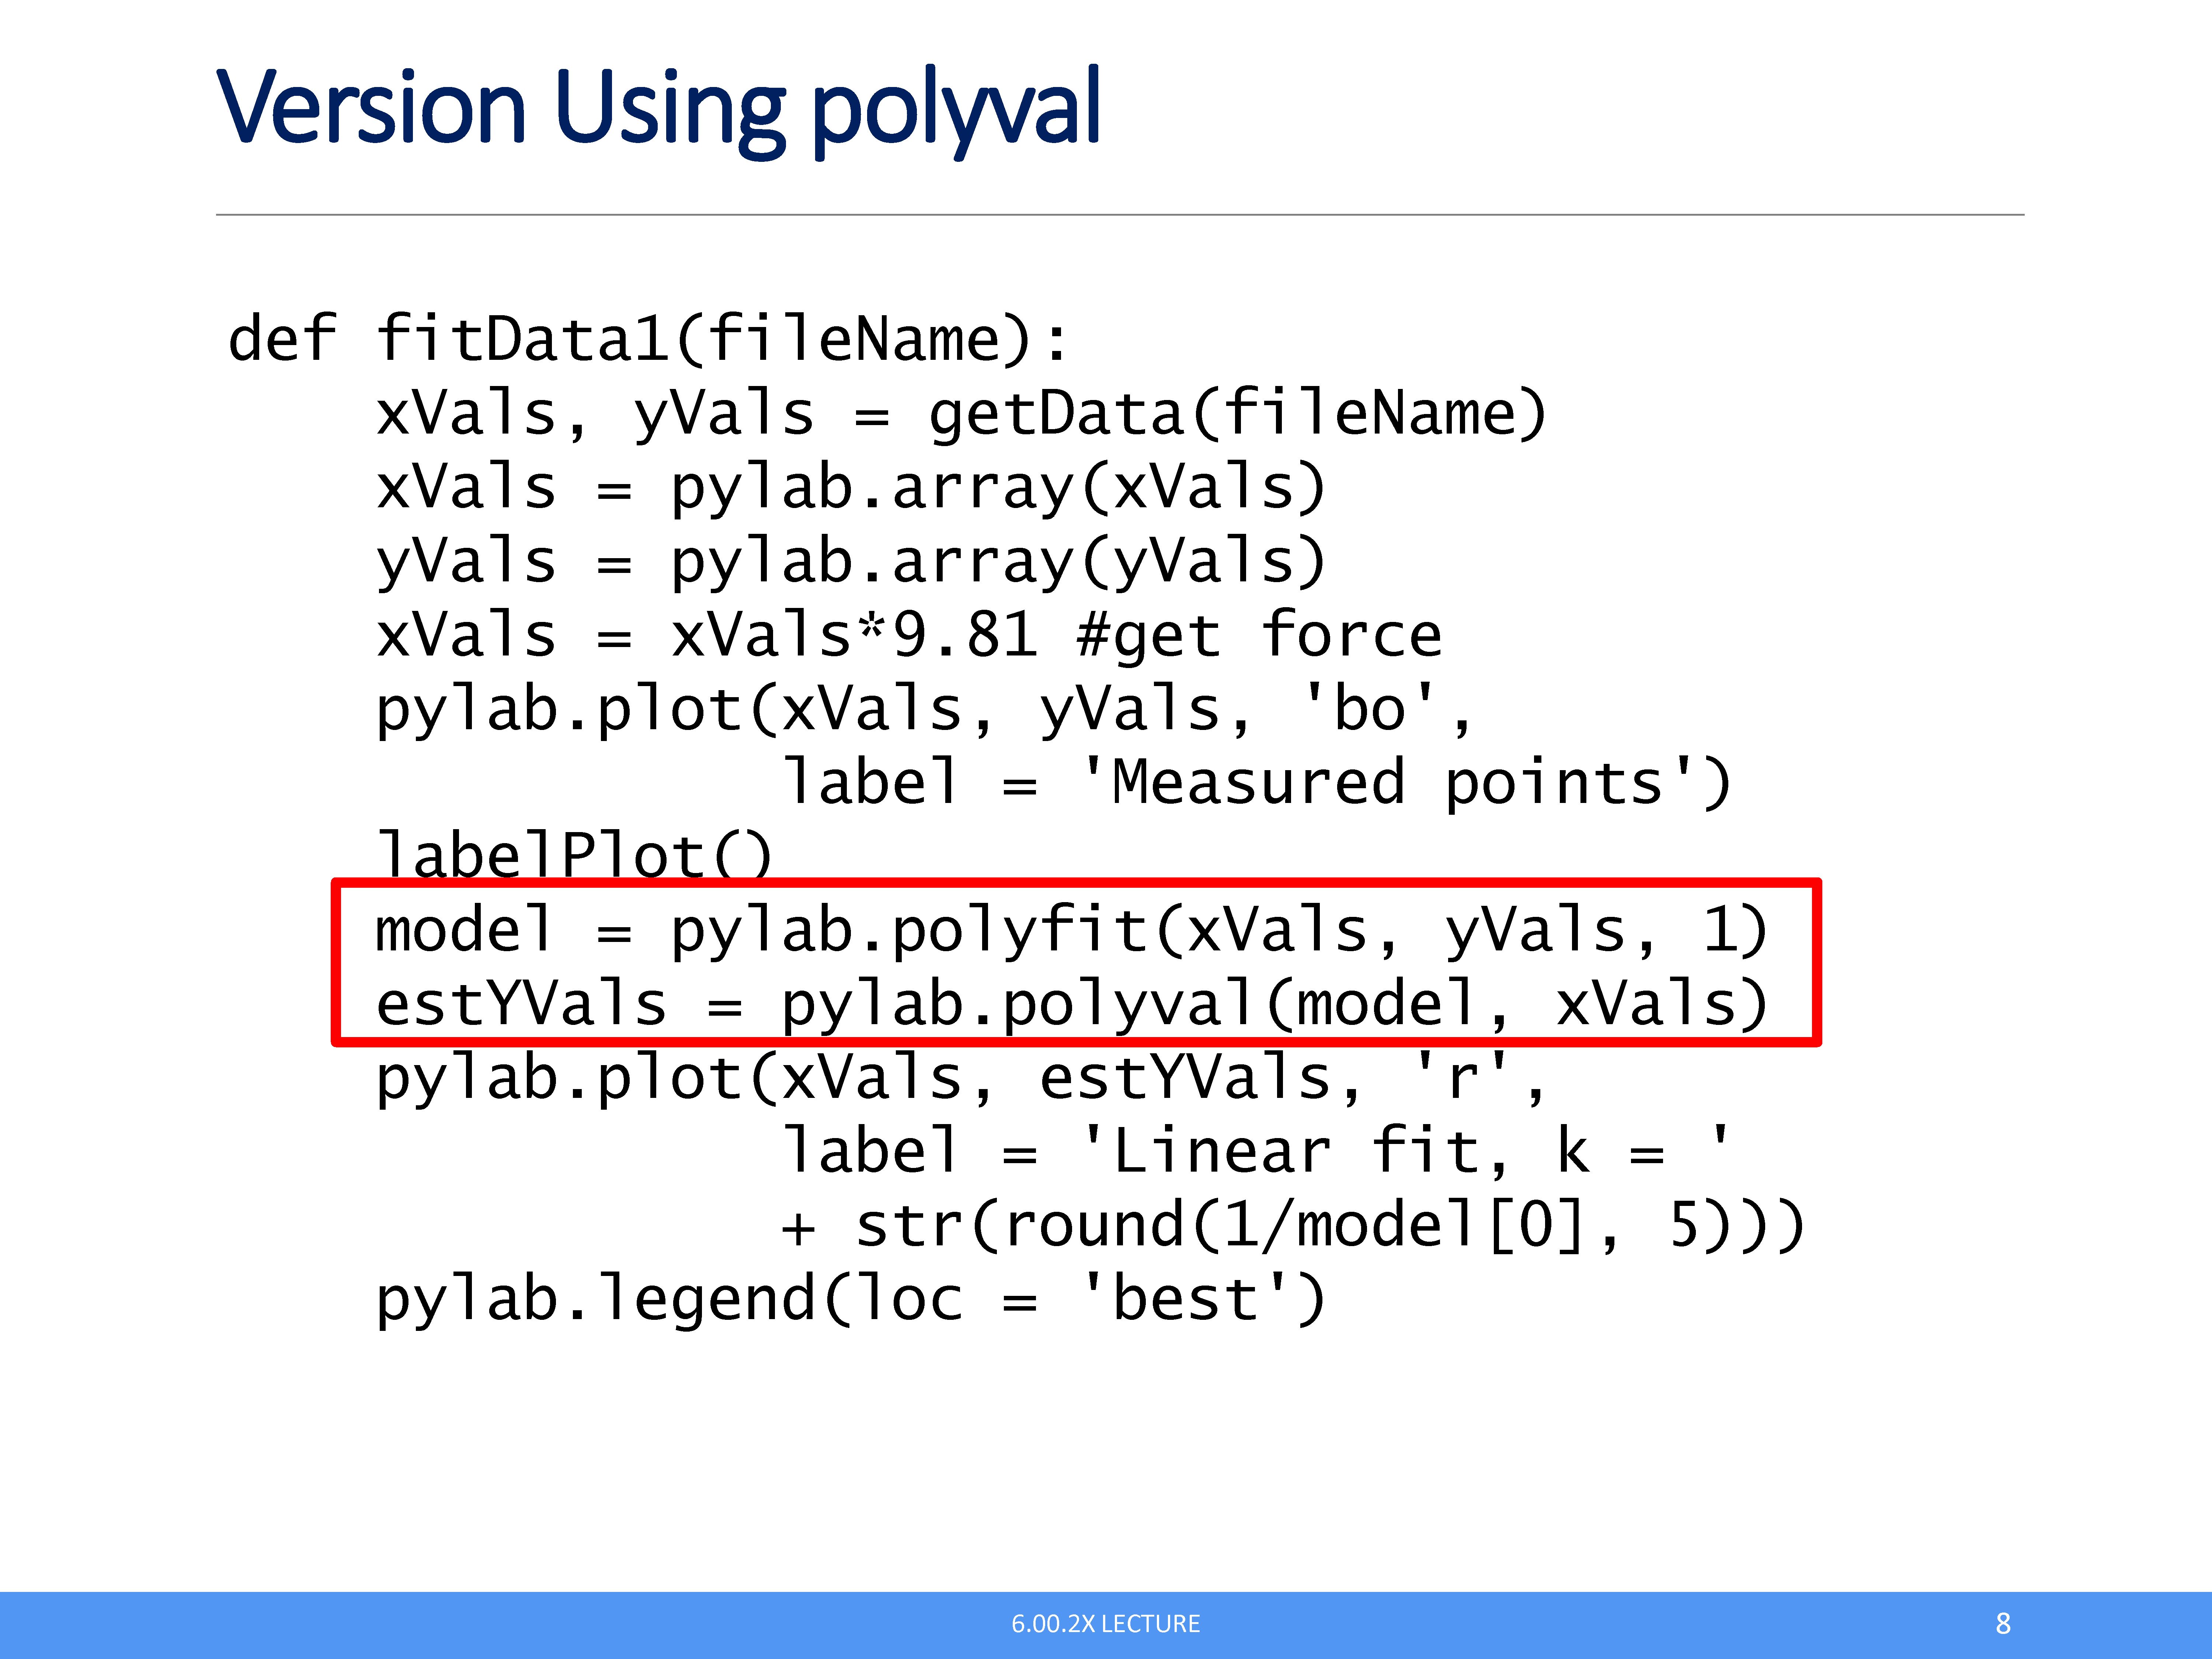 Version Using polyval
def fitData1(fileName):
    xVals, yVals = getData(fileName)
    xVals = pylab.array(xVals)
    yVals = pylab.array(yVals)
    xVals = xVals*9.81 #get force
    pylab.plot(xVals, yVals, 'bo',
               label = 'Measured points')
    labelPlot()
    model = pylab.polyfit(xVals, yVals, 1)
    estYVals = pylab.polyval(model, xVals)
    pylab.plot(xVals, estYVals, 'r',
               label = 'Linear fit, k = '
               + str(round(1/model[0], 5)))
    pylab.legend(loc = 'best')
6.00.2X LECTURE
8